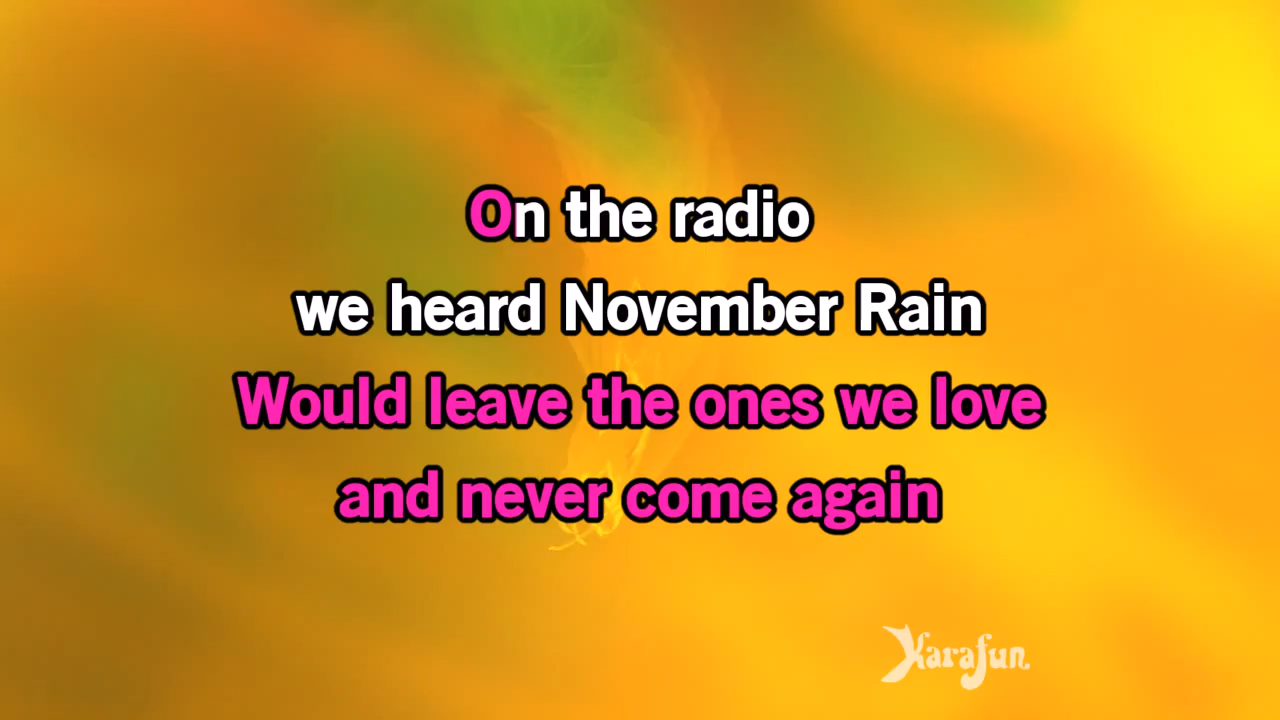 On the radio
we heard November Rain
Would leave the ones we love
and never come again
Karafun